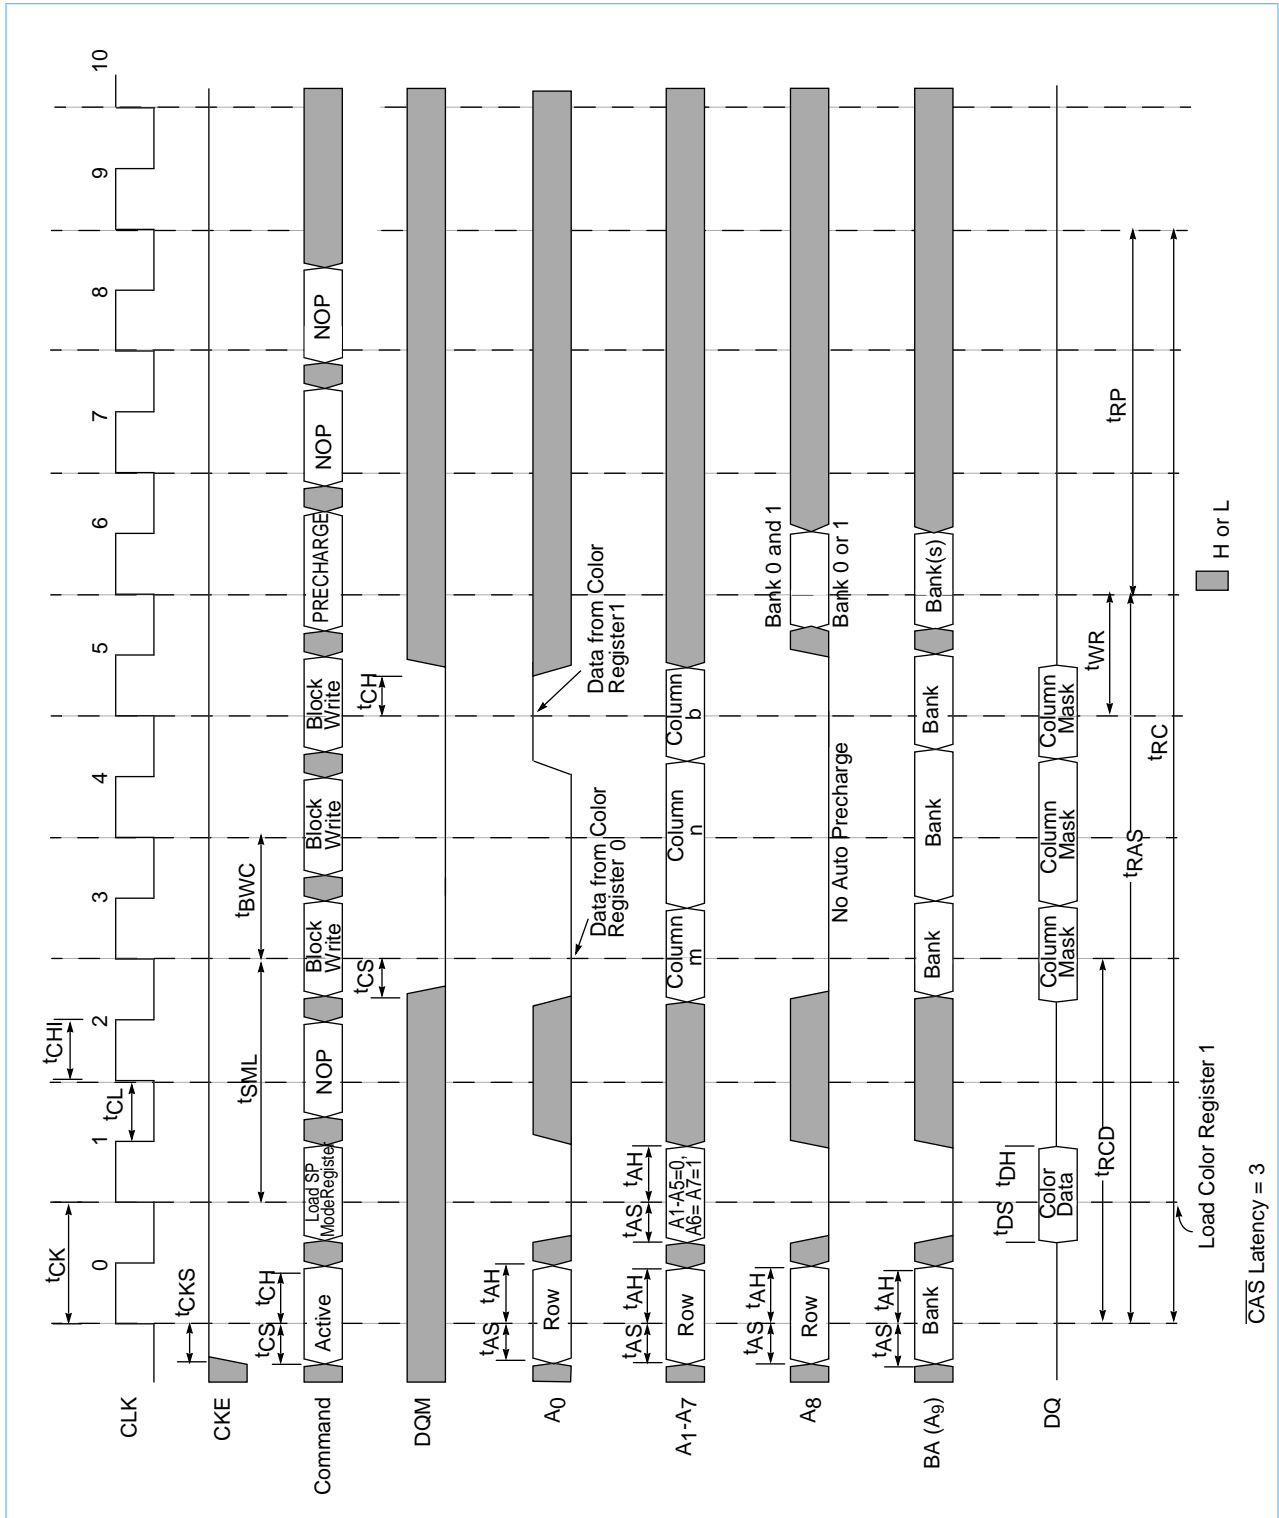 0 1 2 3 4 5 6 7 8 9 10
tCK tCL tCHI
CLK
tCKS
CKE
tCS tCH tSML tBWC
Command
Active
Load SP
ModeRegister
NOP
Block
Write
Block
Write
Block
Write
PRECHARGE
NOP
NOP
tCS tCH
DQM
tAS tAH
A0
Row
Data from Color
Register 0
Data from Color
Register1
tAS tAH tAS tAH
A1-A7
Row
A1-A5=0,
A6= A7=1
Column
m
Column
n
Column
b
tAS tAH
A8
Row
No Auto Precharge
Bank 0 and 1
Bank 0 or 1
tAS tAH
BA (A9)
Bank
Bank
Bank
Bank
Bank(s)
tDS tDH
DQ
Color
Data
Column
Mask
Column
Mask
Column
Mask
tRCD
tWR
tRAS
tRP
tRC
Load Color Register 1
H or L
CAS Latency = 3